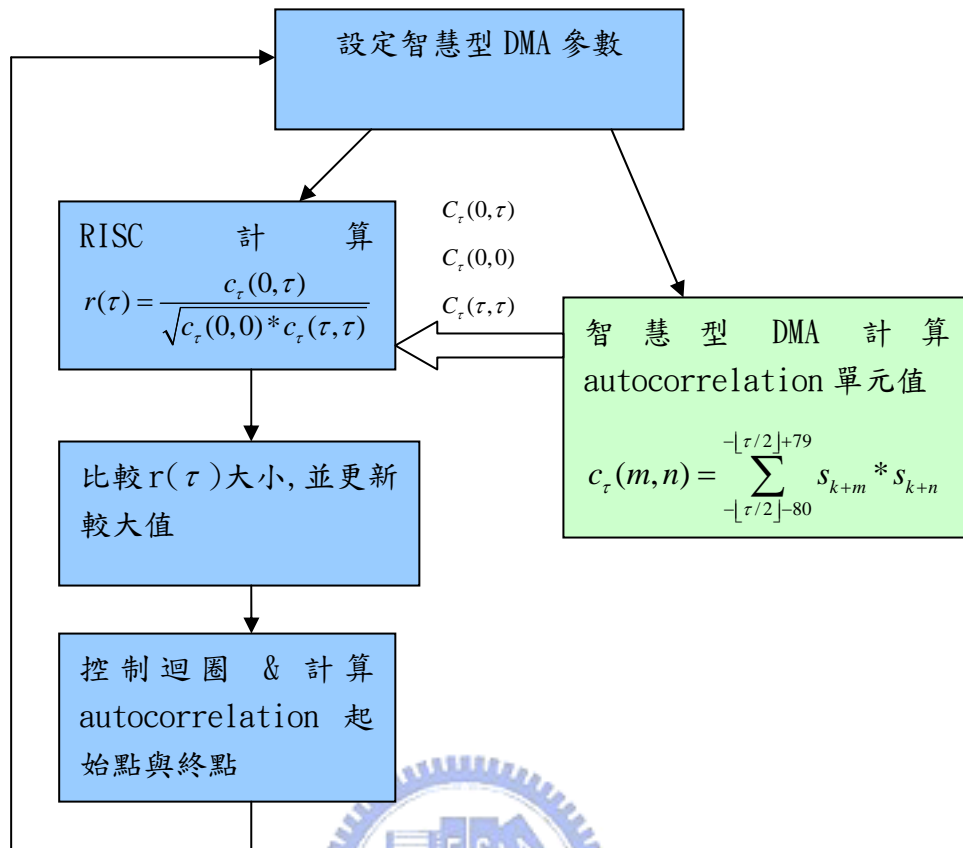 設定智慧型 DMA 參數
RISC 計 算
r(τ) = c_τ(0,τ) / √(c_τ(0,0)*c_τ(τ,τ))
C_τ(0,τ)
C_τ(0,0)
C_τ(τ,τ)
智 慧 型 DMA 計 算
autocorrelation 單元值
c_τ(m,n) = ∑_{-⌊τ/2⌋-80}^{-⌊τ/2⌋+79} s_{k+m} * s_{k+n}
比較 r(τ)大小, 並更新
較大值
控制迴圈 & 計算
autocorrelation 起
始點與終點